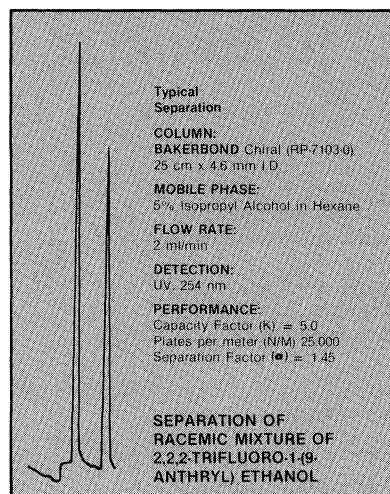 Typical
Separation
COLUMN:
BAKERBOND Chiral (RP-7103-0)
25 cm x 4.6 mm I.D.
MOBILE PHASE:
5% Isopropyl Alcohol in Hexane
FLOW RATE:
2 ml/min
DETECTION:
UV, 254 nm
PERFORMANCE:
Capacity Factor (K) = 5.0
Plates per meter (N/M) 25,000
Separation Factor (α) = 1.45
SEPARATION OF
RACEMIC MIXTURE OF
2,2,2-TRIFLUORO-1-(9-
ANTHRYL) ETHANOL